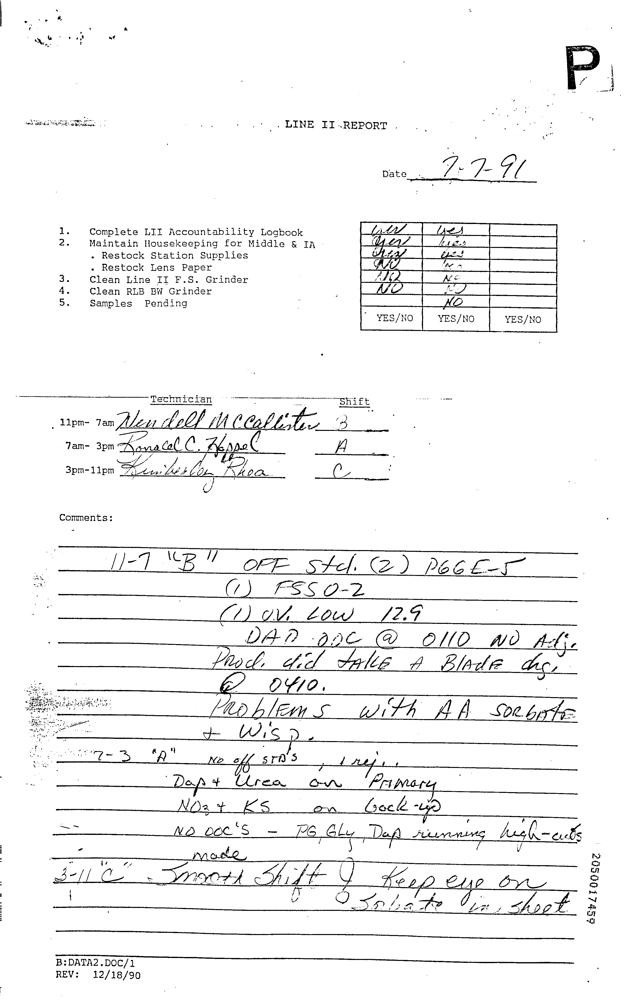 P
LINE II REPORT
Date 7-7-91
1. Complete LII Accountability Logbook yes yes
2. Maintain Housekeeping for Middle & IA yes yes
. Restock Station Supplies yes yes
. Restock Lens Paper NO No
3. Clean Line II F.S. Grinder NO No
4. Clean RLB BW Grinder NO NO
5. Samples Pending NO
YES/NO YES/NO YES/NO
Technician Shift
11pm- 7am Wendell McCallister B
7am- 3pm Ronald C. A
3pm-11pm Kimberley Rhea C
Comments:
11-7 "B" OFF Std. (2) PGGE-5
(1) FSSO-2
(1) OV. LOW 12.9
DAP OOC @ 0110 NO Adj.
Prod. did tAKE A BladE chg.
@ 0410.
PROblEMS with AA SORbAtE
+ Wisp.
7-3 "A" No off STD'S, 1 rej..
Dap + Urea on Primary
NO3 + KS on back-up
NO OOC'S - PG, Gly, Dap running high-cuts
made
3-11 "C" - Smooth Shift! Keep eye on
Sorbate in sheet
2050017459
B:DATA2.DOC/1
REV: 12/18/90